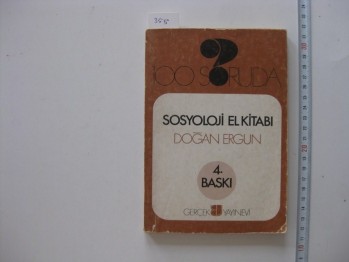 100 SORUDA
SOSYOLOJİ EL KİTABI
DOĞAN ERGUN
4.
BASKI
GERÇEK YAYINEVİ